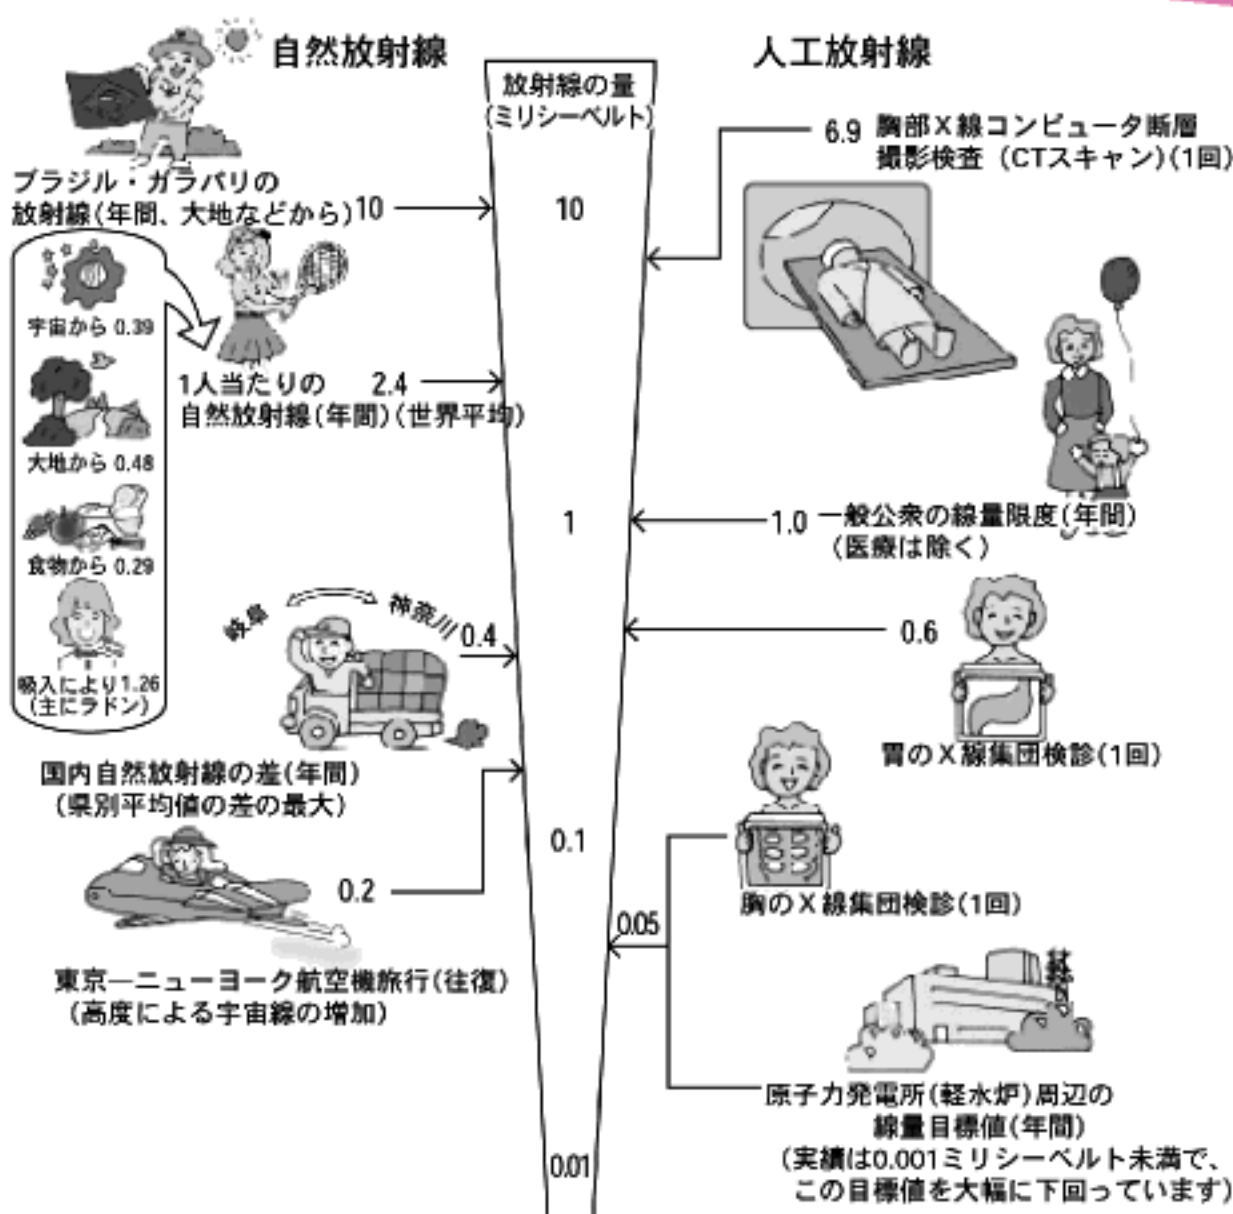 自然放射線
人工放射線
放射線の量
(ミリシーベルト)
6.9 胸部X線コンピュータ断層
撮影検査 (CTスキャン)(1回)
ブラジル・ガラパリの
放射線(年間、大地などから)10
10
宇宙から 0.39
大地から 0.48
食物から 0.29
吸入により1.26
(主にラドン)
1人当たりの 2.4
自然放射線(年間)(世界平均)
1
1.0 一般公衆の線量限度(年間)
(医療は除く)
岐阜
神奈川
0.4
国内自然放射線の差(年間)
(県別平均値の差の最大)
0.6
胃のX線集団検診(1回)
0.1
胸のX線集団検診(1回)
0.2
東京―ニューヨーク航空機旅行(往復)
(高度による宇宙線の増加)
0.05
原子力発電所(軽水炉)周辺の
線量目標値(年間)
(実績は0.001ミリシーベルト未満で、
この目標値を大幅に下回っています)
0.01